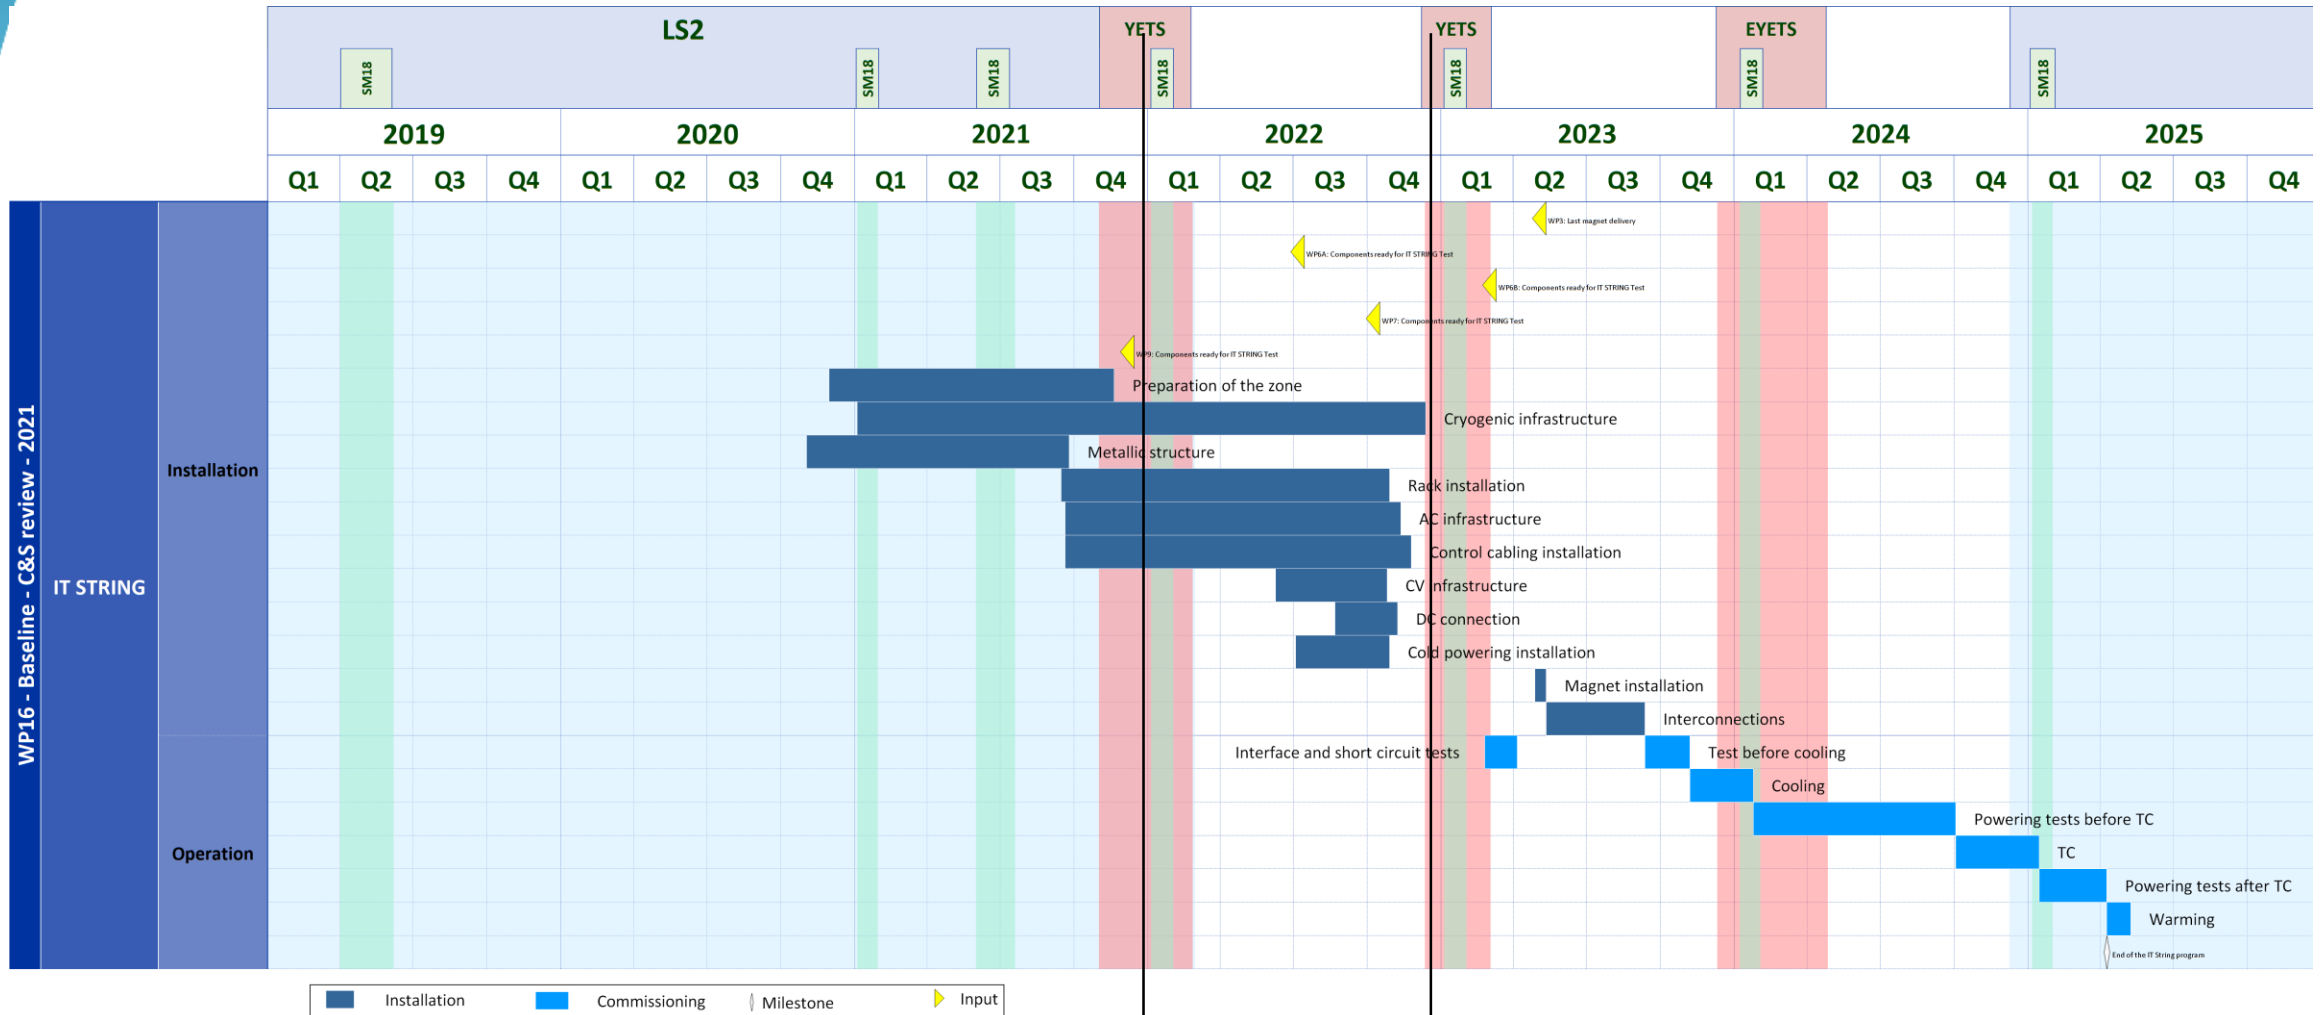 LS2
YETS
YETS
EYETS
SM18
SM18
SM18
SM18
SM18
SM18
SM18
2019
2020
2021
2022
2023
2024
2025
Q1 Q2 Q3 Q4 Q1 Q2 Q3 Q4 Q1 Q2 Q3 Q4 Q1 Q2 Q3 Q4 Q1 Q2 Q3 Q4 Q1 Q2 Q3 Q4 Q1 Q2 Q3 Q4
WP16 - Baseline - C&S review - 2021
IT STRING
Installation
WP3: Last magnet delivery
WP6A: Components ready for IT STRING Test
WP6B: Components ready for IT STRING Test
WP7: Components ready for IT STRING Test
WP9: Components ready for IT STRING Test
Preparation of the zone
Cryogenic infrastructure
Metallic structure
Rack installation
AC infrastructure
Control cabling installation
CV infrastructure
DC connection
Cold powering installation
Magnet installation
Interconnections
Operation
Interface and short circuit tests
Test before cooling
Cooling
Powering tests before TC
TC
Powering tests after TC
Warming
End of the IT String program
Installation
Commissioning
Milestone
Input